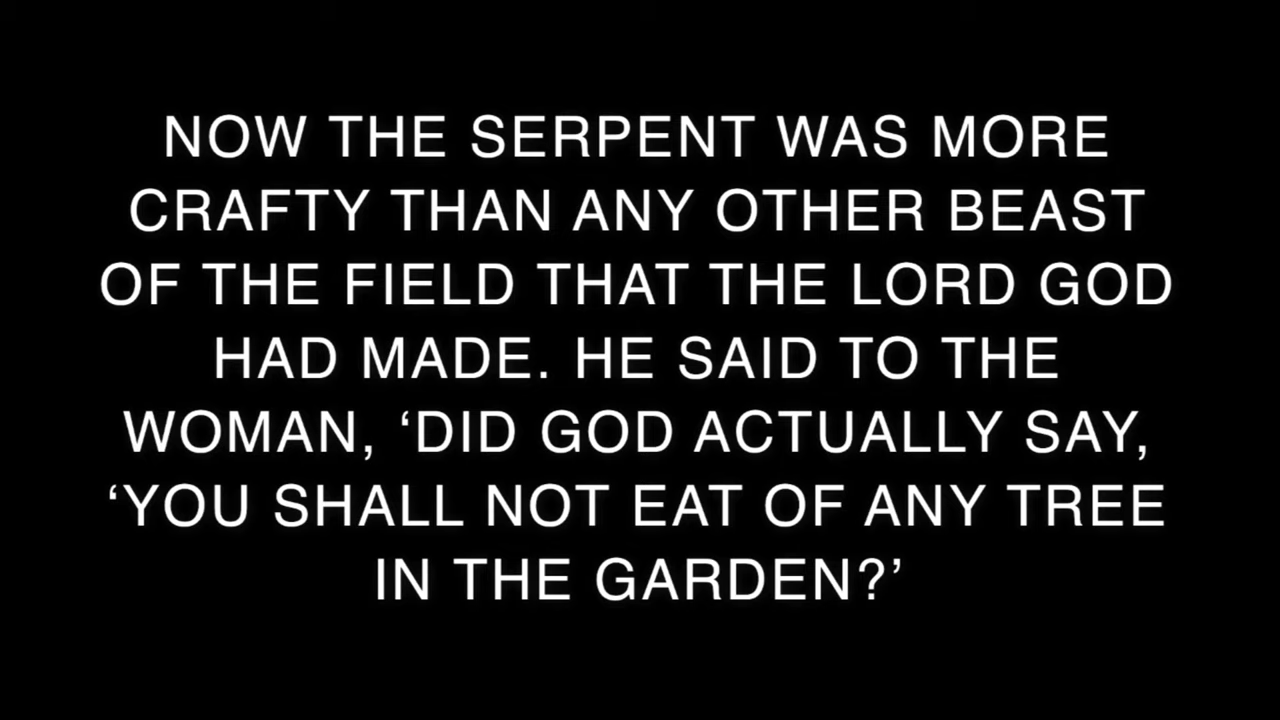 NOW THE SERPENT WAS MORE
CRAFTY THAN ANY OTHER BEAST
OF THE FIELD THAT THE LORD GOD
HAD MADE. HE SAID TO THE
WOMAN, ‘DID GOD ACTUALLY SAY,
‘YOU SHALL NOT EAT OF ANY TREE
IN THE GARDEN?’